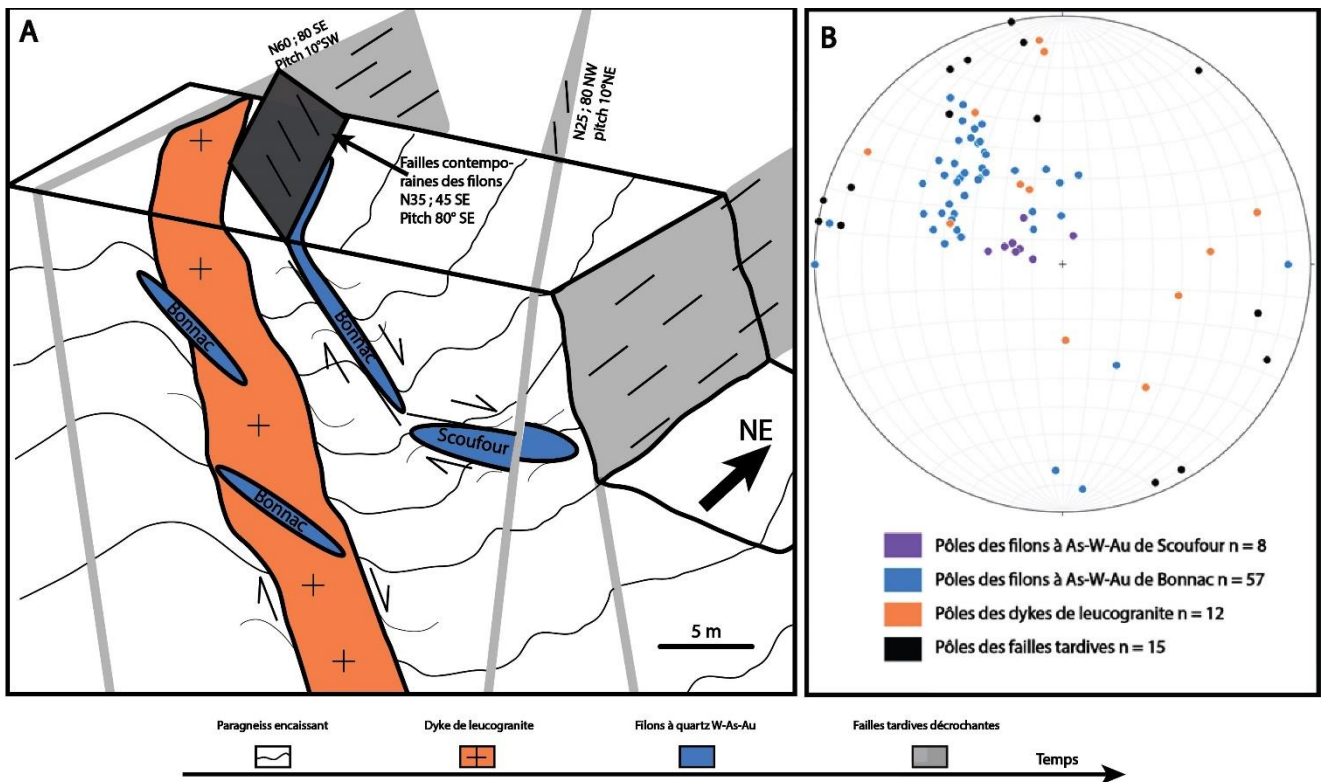 A
N60 ; 80 SE
Pitch 10°SW
N25 ; 80 NW
pitch 10°NE
Failles contempo-
raines des filons
N35 ; 45 SE
Pitch 80° SE
Bonnac
Bonnac
Scoufour
Bonnac
NE
5 m
B
Pôles des filons à As-W-Au de Scoufour n = 8
Pôles des filons à As-W-Au de Bonnac n = 57
Pôles des dykes de leucogranite n = 12
Pôles des failles tardives n = 15
Paragneiss encaissant
Dyke de leucogranite
Filons à quartz W-As-Au
Failles tardives décrochantes
Temps